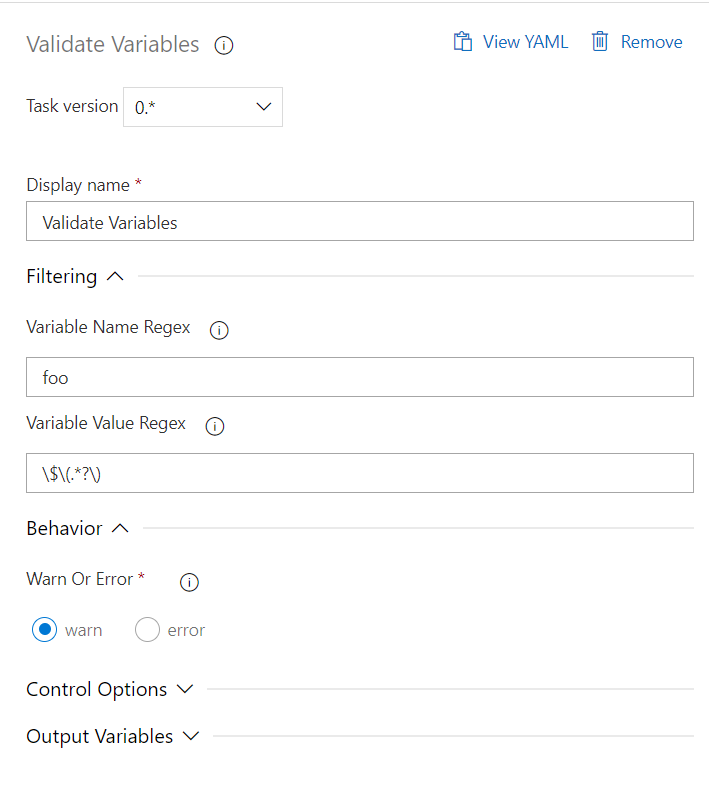 Validate Variables
View YAML
Remove
Task version 0.*
Display name *
Validate Variables
Filtering
Variable Name Regex
foo
Variable Value Regex
\$\(.*?\)
Behavior
Warn Or Error *
warn error
Control Options
Output Variables